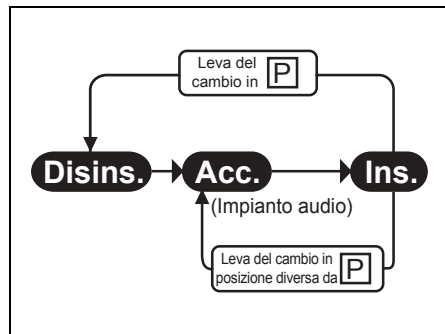 Leva del
cambio in P
Disins. Acc. Ins.
(Impianto audio)
Leva del cambio in
posizione diversa da P